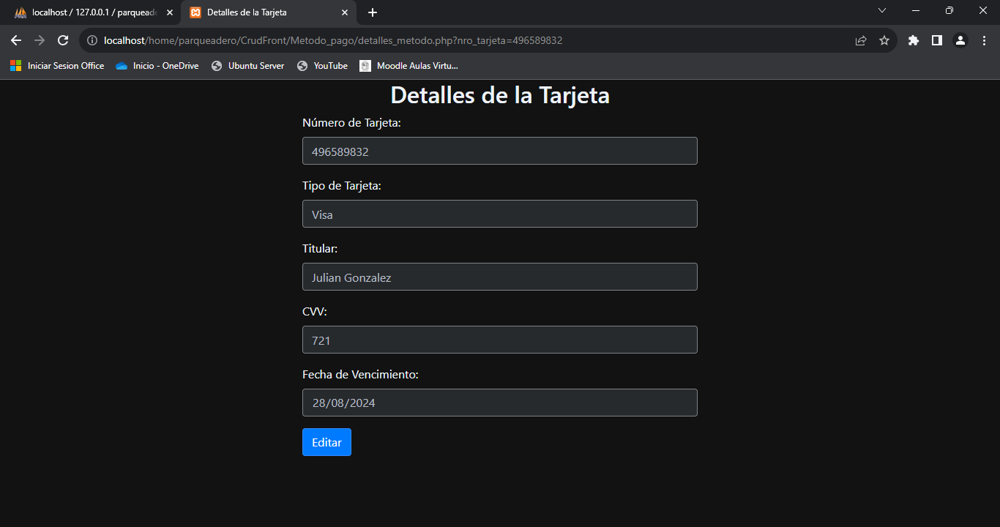 localhost / 127.0.0.1 / parquead
Detalles de la Tarjeta
localhost/home/parqueadero/CrudFront/Metodo_pago/detalles_metodo.php?nro_tarjeta=496589832
Iniciar Sesion Office
Inicio - OneDrive
Ubuntu Server
YouTube
Moodle Aulas Virtu...
Detalles de la Tarjeta
Número de Tarjeta:
496589832
Tipo de Tarjeta:
Visa
Titular:
Julian Gonzalez
CVV:
721
Fecha de Vencimiento:
28/08/2024
Editar